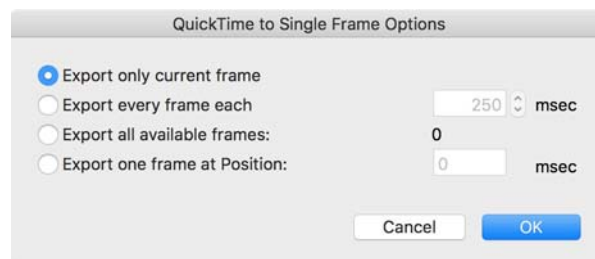 QuickTime to Single Frame Options
Export only current frame
Export every frame each 250 msec
Export all available frames: 0
Export one frame at Position: 0 msec
Cancel OK